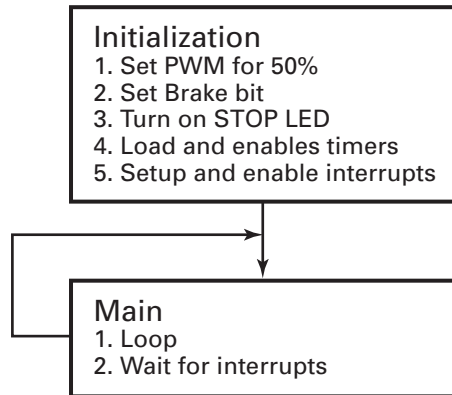 Initialization
1. Set PWM for 50%
2. Set Brake bit
3. Turn on STOP LED
4. Load and enables timers
5. Setup and enable interrupts
Main
1. Loop
2. Wait for interrupts